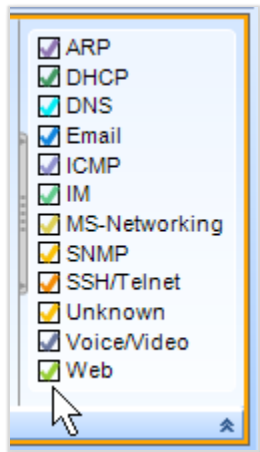 ARP
DHCP
DNS
Email
ICMP
IM
MS-Networking
SNMP
SSH/Telnet
Unknown
Voice/Video
Web